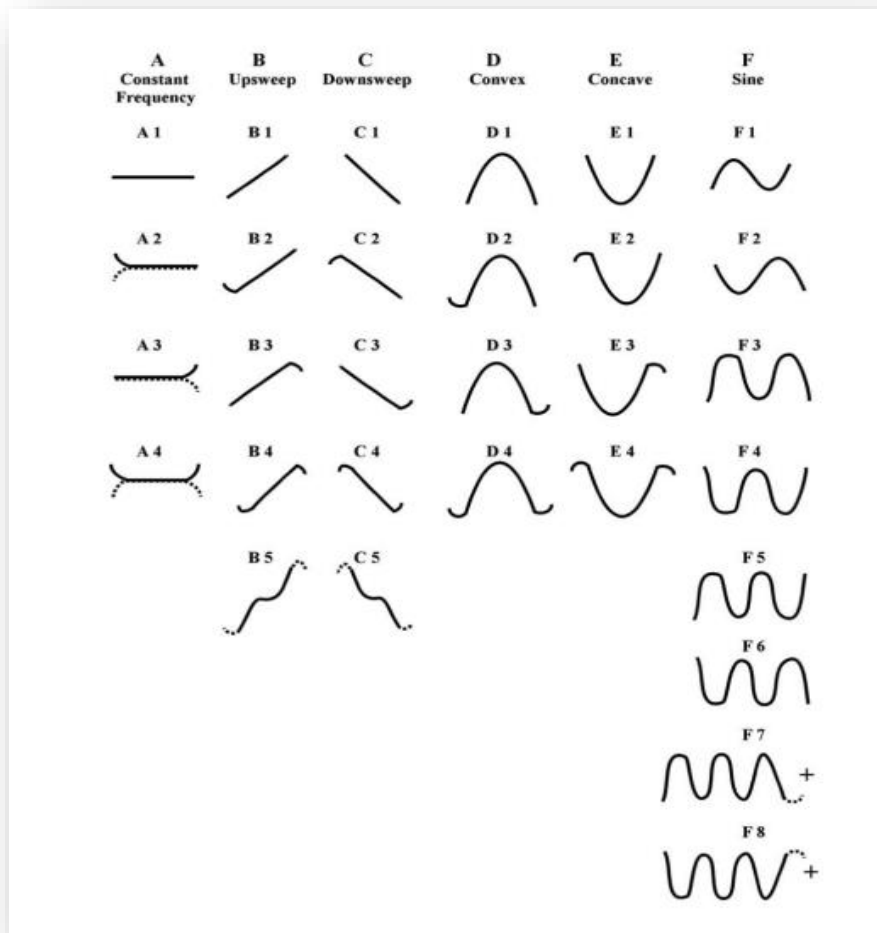 A B C D E F
Constant Upsweep Downsweep Convex Concave Sine
Frequency
A 1 B 1 C 1 D 1 E 1 F 1
A 2 B 2 C 2 D 2 E 2 F 2
A 3 B 3 C 3 D 3 E 3 F 3
A 4 B 4 C 4 D 4 E 4 F 4
B 5 C 5 F 5
F 6
F 7
+
F 8
+